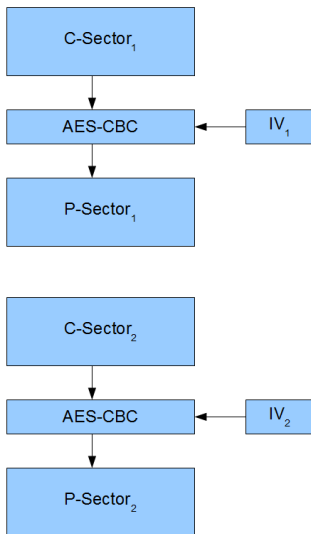 C-Sector₁
AES-CBC
IV₁
P-Sector₁
C-Sector₂
AES-CBC
IV₂
P-Sector₂